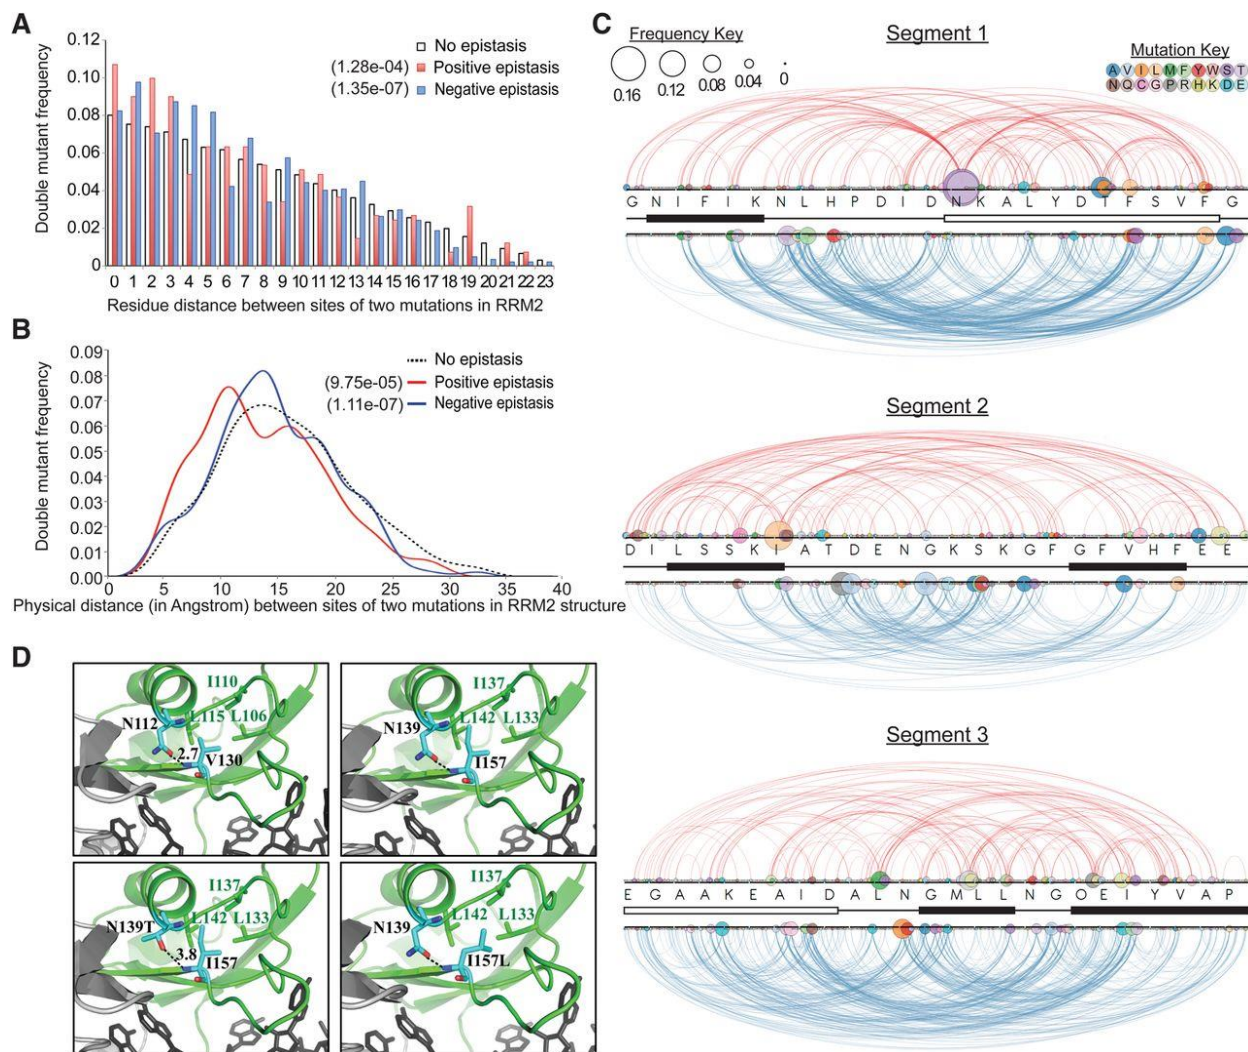 A
Double mutant frequency
0.12
0.10
0.08
0.06
0.04
0.02
0
No epistasis
(1.28e-04) Positive epistasis
(1.35e-07) Negative epistasis
0 1 2 3 4 5 6 7 8 9 10 11 12 13 14 15 16 17 18 19 20 21 22 23
Residue distance between sites of two mutations in RRM2
B
Double mutant frequency
0.09
0.08
0.07
0.06
0.05
0.04
0.03
0.02
0.01
0.00
No epistasis
(9.75e-05) Positive epistasis
(1.11e-07) Negative epistasis
0 5 10 15 20 25 30 35 40
Physical distance (in Angstrom) between sites of two mutations in RRM2 structure
C
Frequency Key
0.16 0.12 0.08 0.04 0
Segment 1
Mutation Key
A V I L M F Y W S T
N Q C G P R H K D E
G N I F I K N L H P D I D N K A L Y D T F S V F G
Segment 2
D I L S S K I A T D E N G K S K G F G F V H F E E
Segment 3
E G A A K E A I D A L N G M L L N G O E I Y V A P
D
I110
N112
L115 L106
2.7
V130
I137
N139
L142
L133
I157
I137
N139T
L142
L133
3.8
I157
I137
N139
L142
L133
I157L